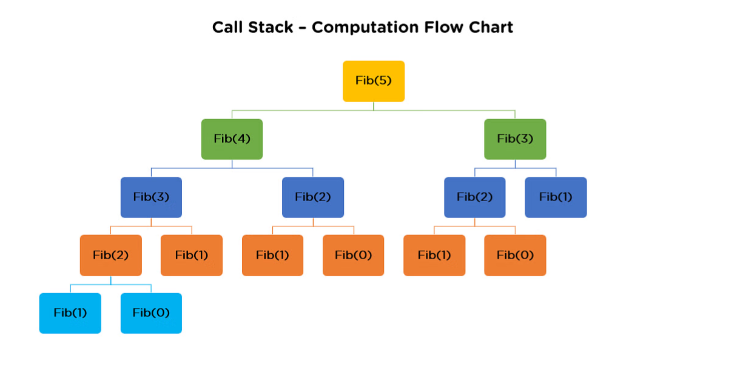 Call Stack – Computation Flow Chart
Fib(5)
Fib(4)
Fib(3)
Fib(3)
Fib(2)
Fib(2)
Fib(1)
Fib(2)
Fib(1)
Fib(1)
Fib(0)
Fib(1)
Fib(0)
Fib(1)
Fib(0)